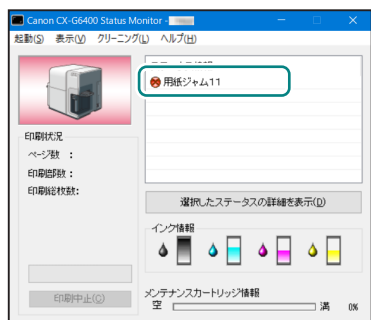 Canon CX-G6400 Status Monitor -
起動(S) 表示(V) クリーニング(L) ヘルプ(H)
用紙ジャム11
印刷状況
ページ数 :
印刷部数 :
印刷総枚数:
選択したステータスの詳細を表示(D)
インク情報
印刷中止(C)
メンテナンスカートリッジ情報
空 満 0%